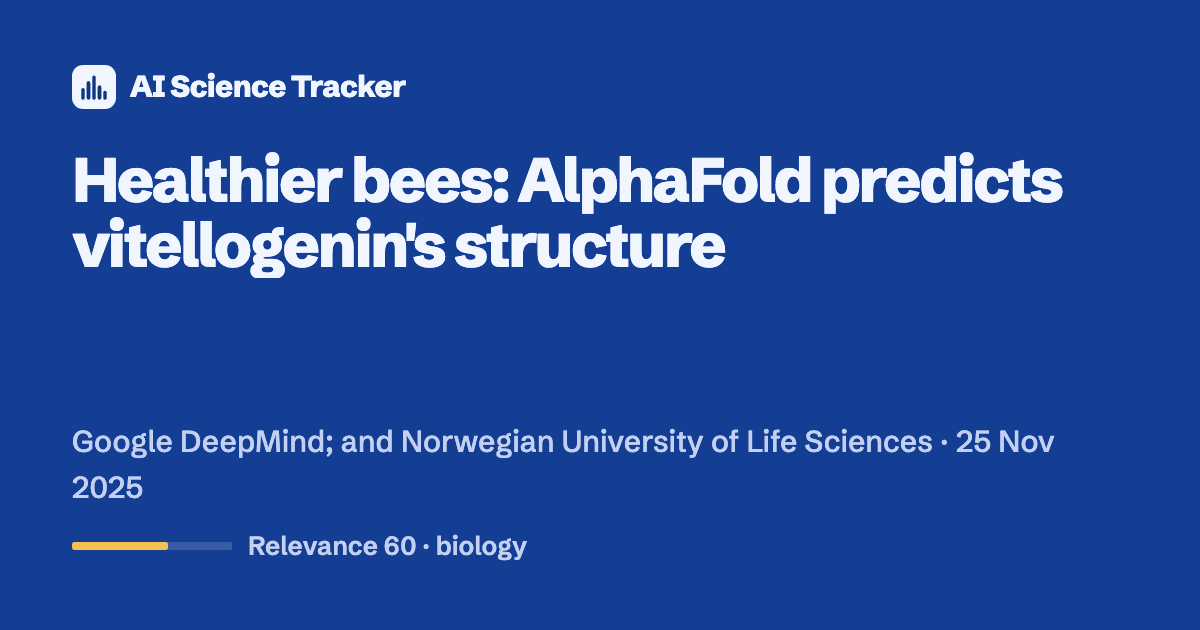 AI Science Tracker
Healthier bees: AlphaFold predicts
vitellogenin's structure
Google DeepMind; and Norwegian University of Life Sciences · 25 Nov
2025
Relevance 60 · biology